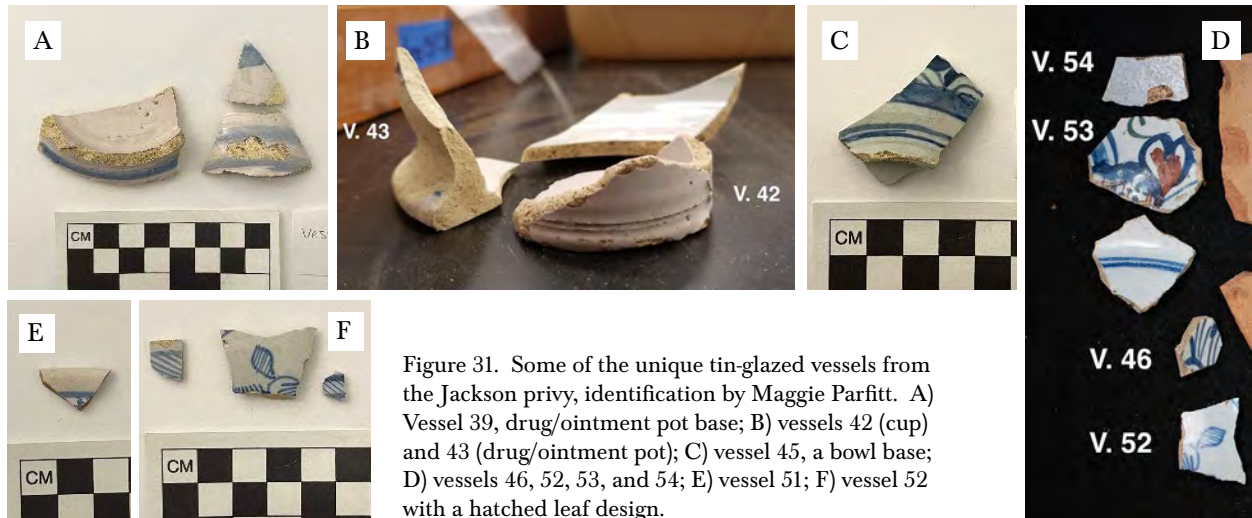 A
B
C
D
V. 54
V. 53
V. 43
V. 42
CM
CM
V. 46
V. 52
E
F
CM
CM
Figure 31. Some of the unique tin-glazed vessels from
the Jackson privy, identification by Maggie Parfitt. A)
Vessel 39, drug/ointment pot base; B) vessels 42 (cup)
and 43 (drug/ointment pot); C) vessel 45, a bowl base;
D) vessels 46, 52, 53, and 54; E) vessel 51; F) vessel 52
with a hatched leaf design.